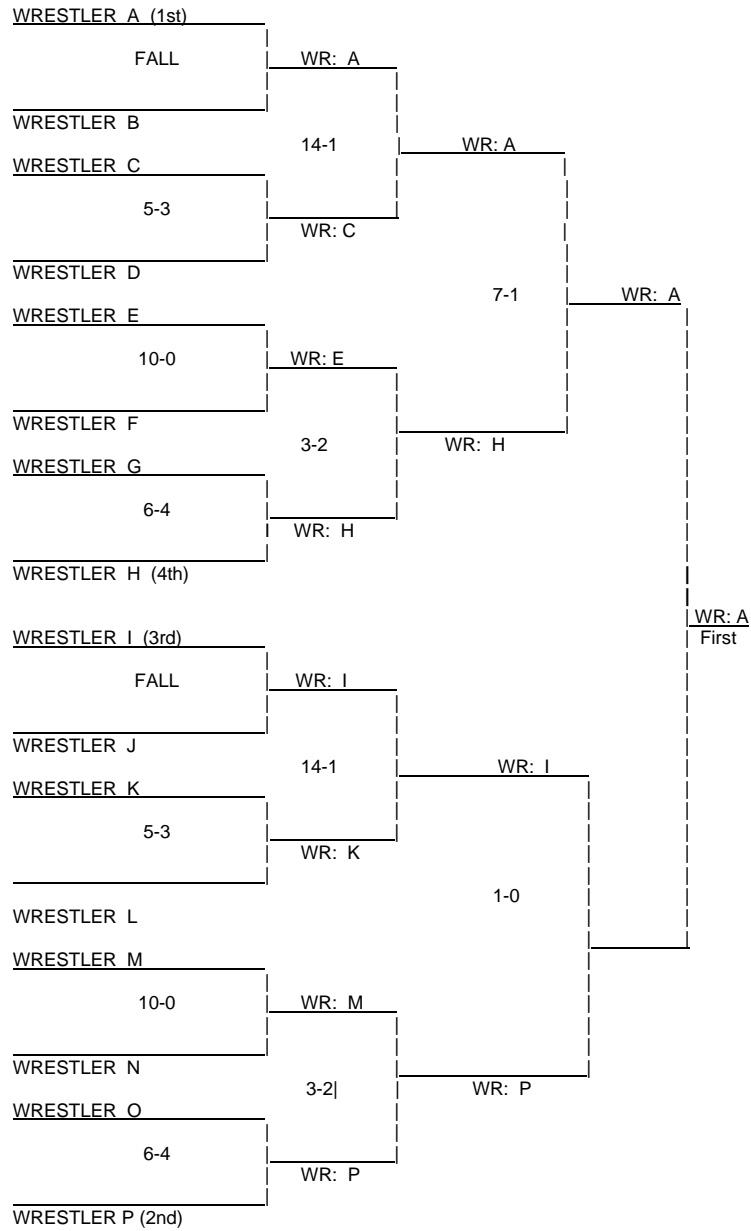 WRESTLER A (1st)
FALL
WR: A
WRESTLER B
14-1
WR: A
WRESTLER C
5-3
WR: C
WRESTLER D
7-1
WR: A
WRESTLER E
10-0
WR: E
WRESTLER F
3-2
WR: H
WRESTLER G
6-4
WR: H
WRESTLER H (4th)
WR: A
First
WRESTLER I (3rd)
FALL
WR: I
WRESTLER J
14-1
WR: I
WRESTLER K
5-3
WR: K
1-0
WRESTLER L
WRESTLER M
10-0
WR: M
WRESTLER N
3-2|
WR: P
WRESTLER O
6-4
WR: P
WRESTLER P (2nd)